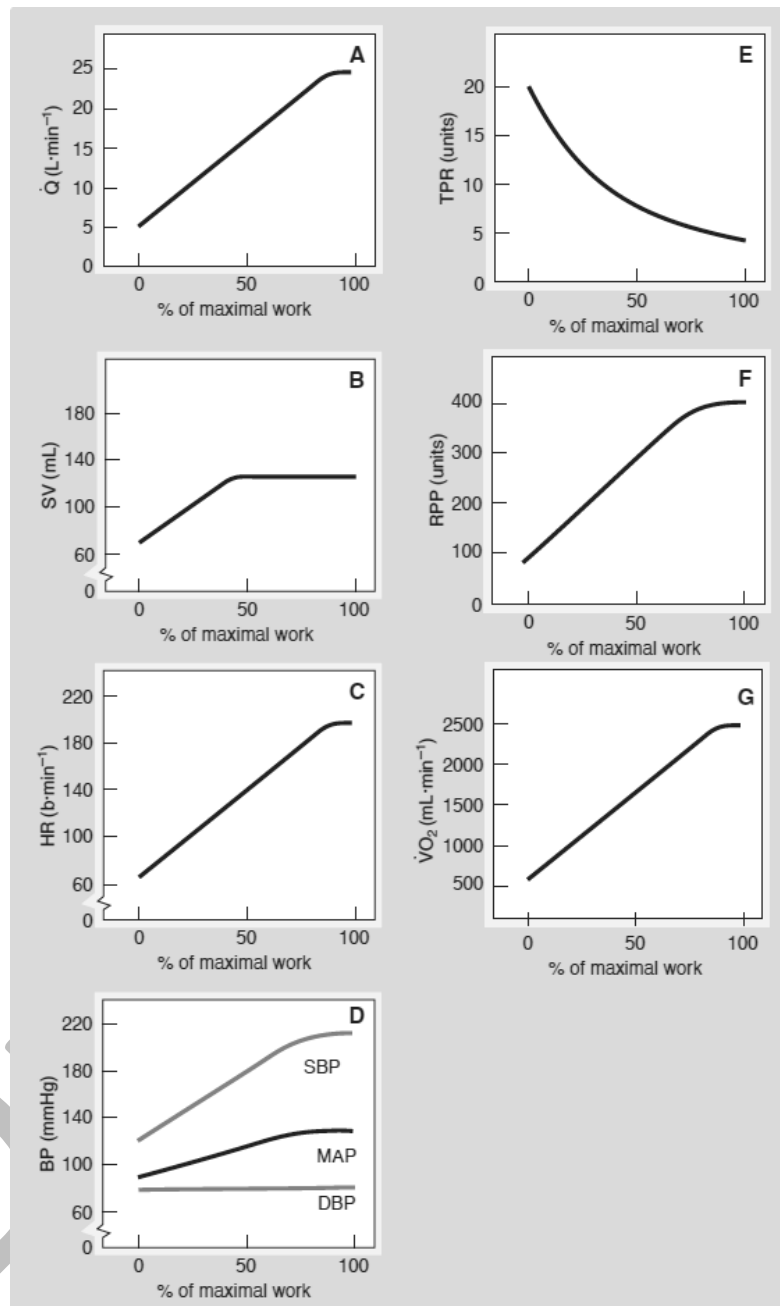 A
Q̇ (L·min⁻¹)
25
20
15
10
5
0
0 50 100
% of maximal work
B
SV (mL)
180
140
100
60
0
0 50 100
% of maximal work
C
HR (b·min⁻¹)
220
180
140
100
60
0
0 50 100
% of maximal work
D
BP (mmHg)
220
180
140
100
60
0
SBP
MAP
DBP
0 50 100
% of maximal work
E
TPR (units)
20
15
10
5
0
0 50 100
% of maximal work
F
RPP (units)
400
300
200
100
0
0 50 100
% of maximal work
G
V̇O₂ (mL·min⁻¹)
2500
2000
1500
1000
500
0 50 100
% of maximal work